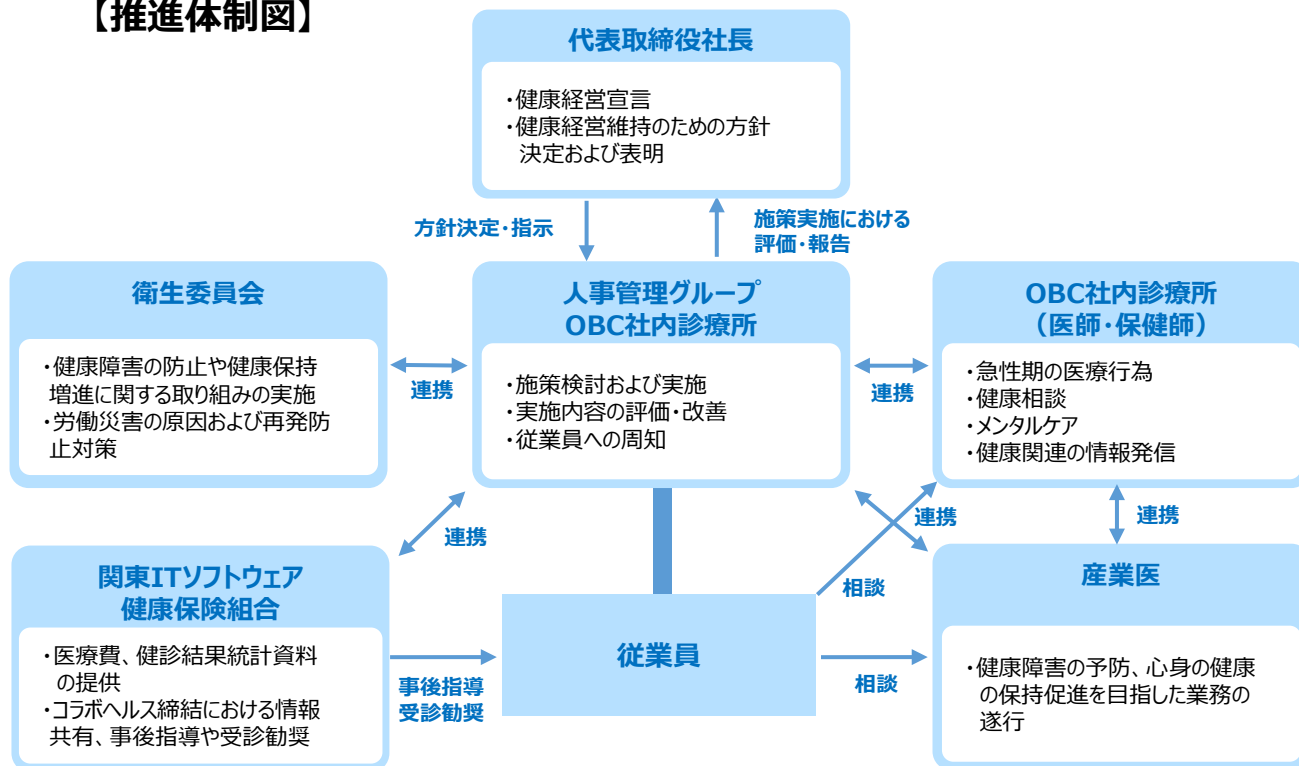 【推進体制図】
代表取締役社長
・健康経営宣言
・健康経営維持のための方針
決定および表明
方針決定・指示
施策実施における
評価・報告
衛生委員会
・健康障害の防止や健康保持
増進に関する取り組みの実施
・労働災害の原因および再発防
止対策
連携
人事管理グループ
OBC社内診療所
・施策検討および実施
・実施内容の評価・改善
・従業員への周知
連携
OBC社内診療所
（医師・保健師）
・急性期の医療行為
・健康相談
・メンタルケア
・健康関連の情報発信
連携
連携
連携
関東ITソフトウェア
健康保険組合
・医療費、健診結果統計資料
の提供
・コラボヘルス締結における情報
共有、事後指導や受診勧奨
事後指導
受診勧奨
従業員
相談
相談
産業医
・健康障害の予防、心身の健康
の保持促進を目指した業務の
遂行